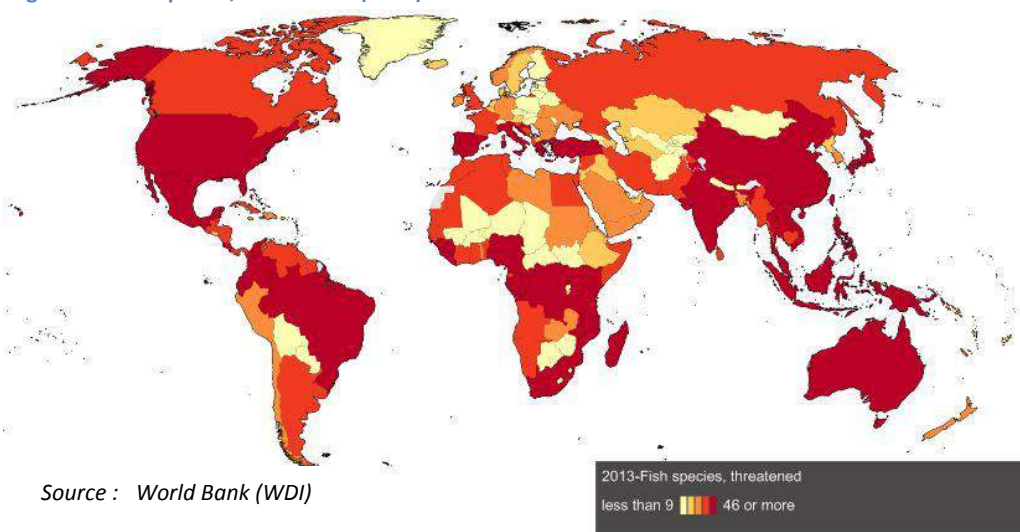 Source : World Bank (WDI)
2013-Fish species, threatened
less than 9 46 or more